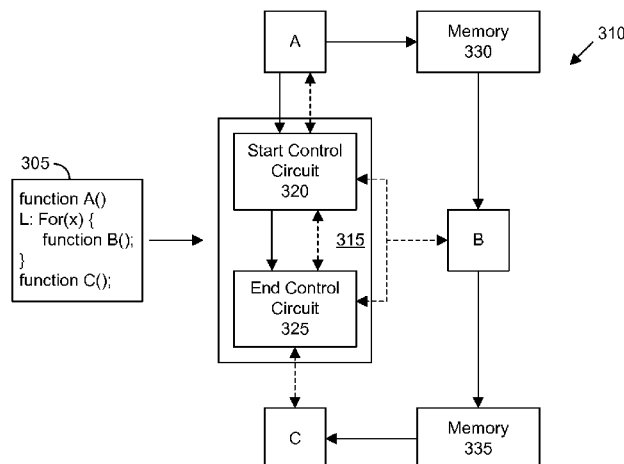 A
Memory
330
310
305
function A()
L: For(x) {
function B();
}
function C();
Start Control
Circuit
320
315
B
End Control
Circuit
325
C
Memory
335